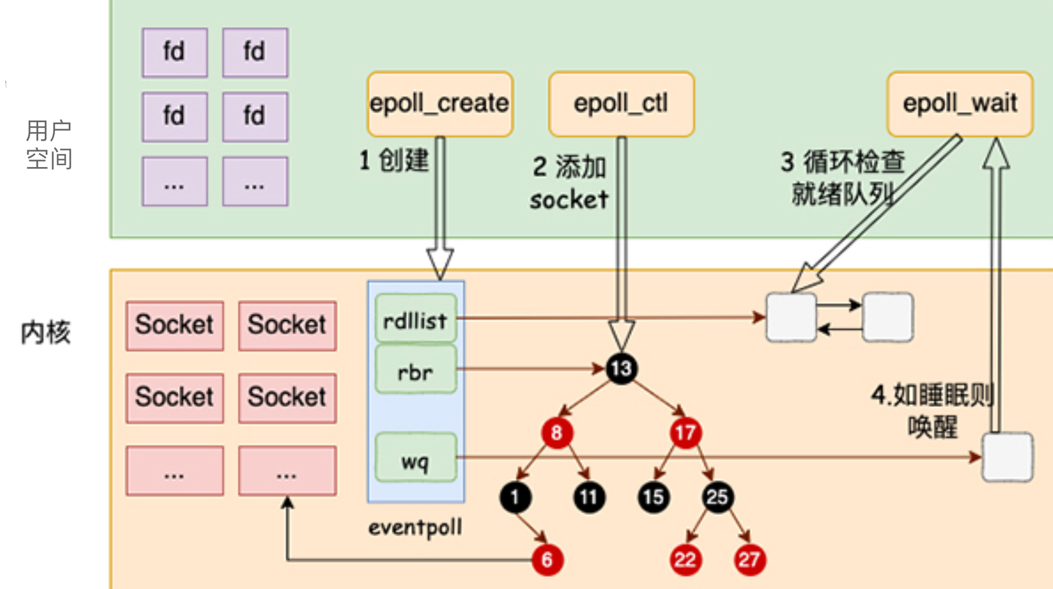 fd fd
fd fd
... ...
用户
空间
epoll_create
epoll_ctl
epoll_wait
1 创建
2 添加
socket
3 循环检查
就绪队列
内核
Socket Socket
Socket Socket
... ...
rdllist
rbr
wq
eventpoll
13
8 17
1 11 15 25
6 22 27
4.如睡眠则
唤醒